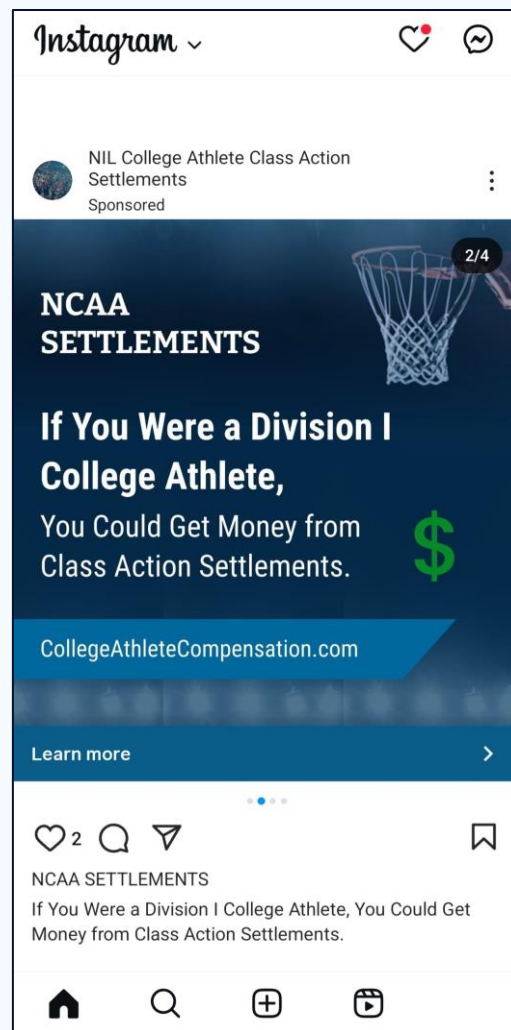 Instagram
NIL College Athlete Class Action
Settlements
Sponsored
2/4
NCAA
SETTLEMENTS
If You Were a Division I
College Athlete,
You Could Get Money from
Class Action Settlements.
$
CollegeAthleteCompensation.com
Learn more
2
NCAA SETTLEMENTS
If You Were a Division I College Athlete, You Could Get
Money from Class Action Settlements.